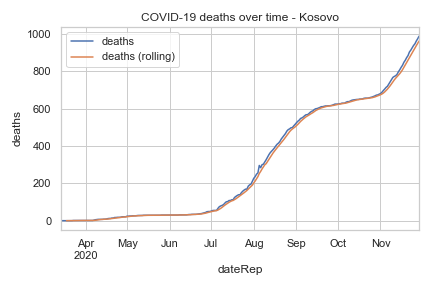 COVID-19 deaths over time - Kosovo
deaths
deaths (rolling)
1000
800
600
400
200
0
deaths
Apr May Jun Jul Aug Sep Oct Nov
2020
dateRep